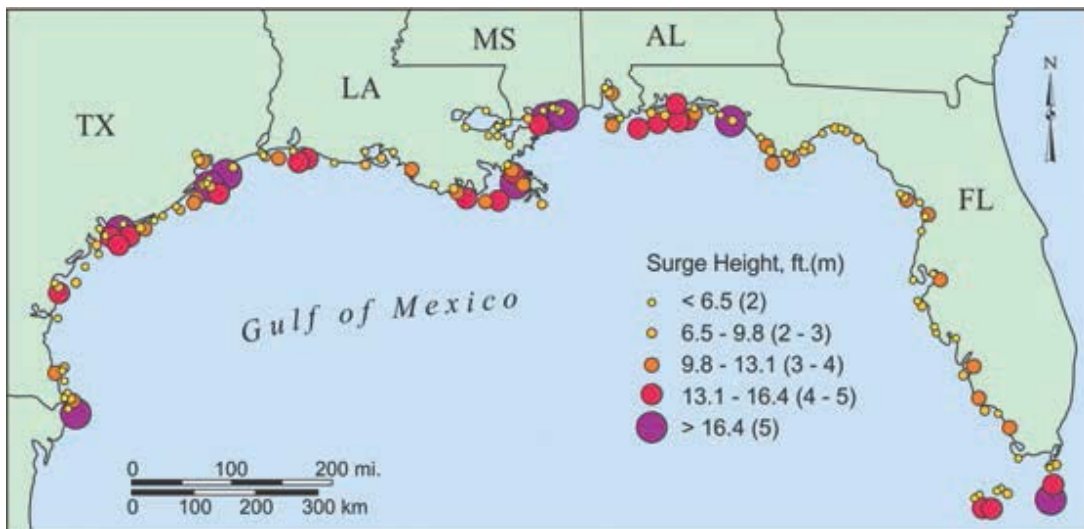 MS
AL
LA
TX
N
FL
Gulf of Mexico
Surge Height, ft.(m)
< 6.5 (2)
6.5 - 9.8 (2 - 3)
9.8 - 13.1 (3 - 4)
13.1 - 16.4 (4 - 5)
> 16.4 (5)
0 100 200 mi.
0 100 200 300 km